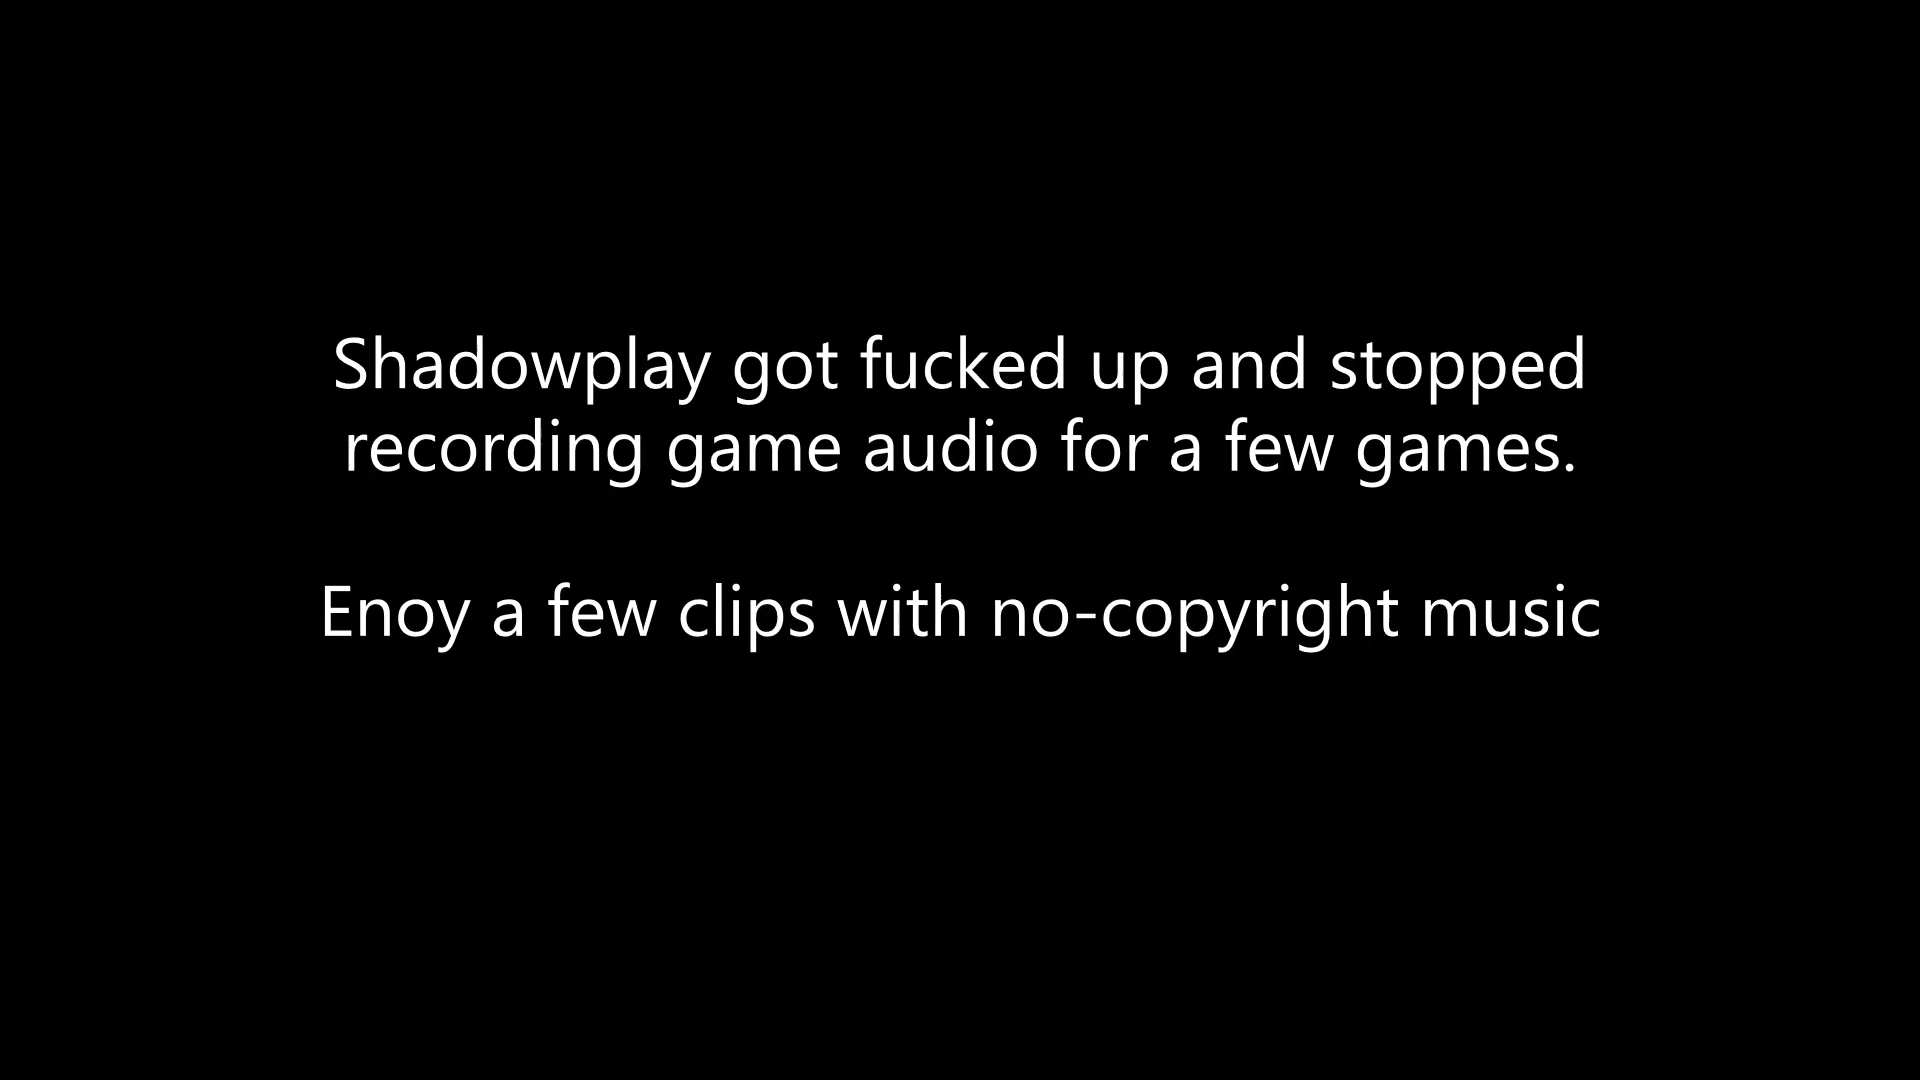 Shadowplay got fucked up and stopped
recording game audio for a few games.
Enoy a few clips with no-copyright music